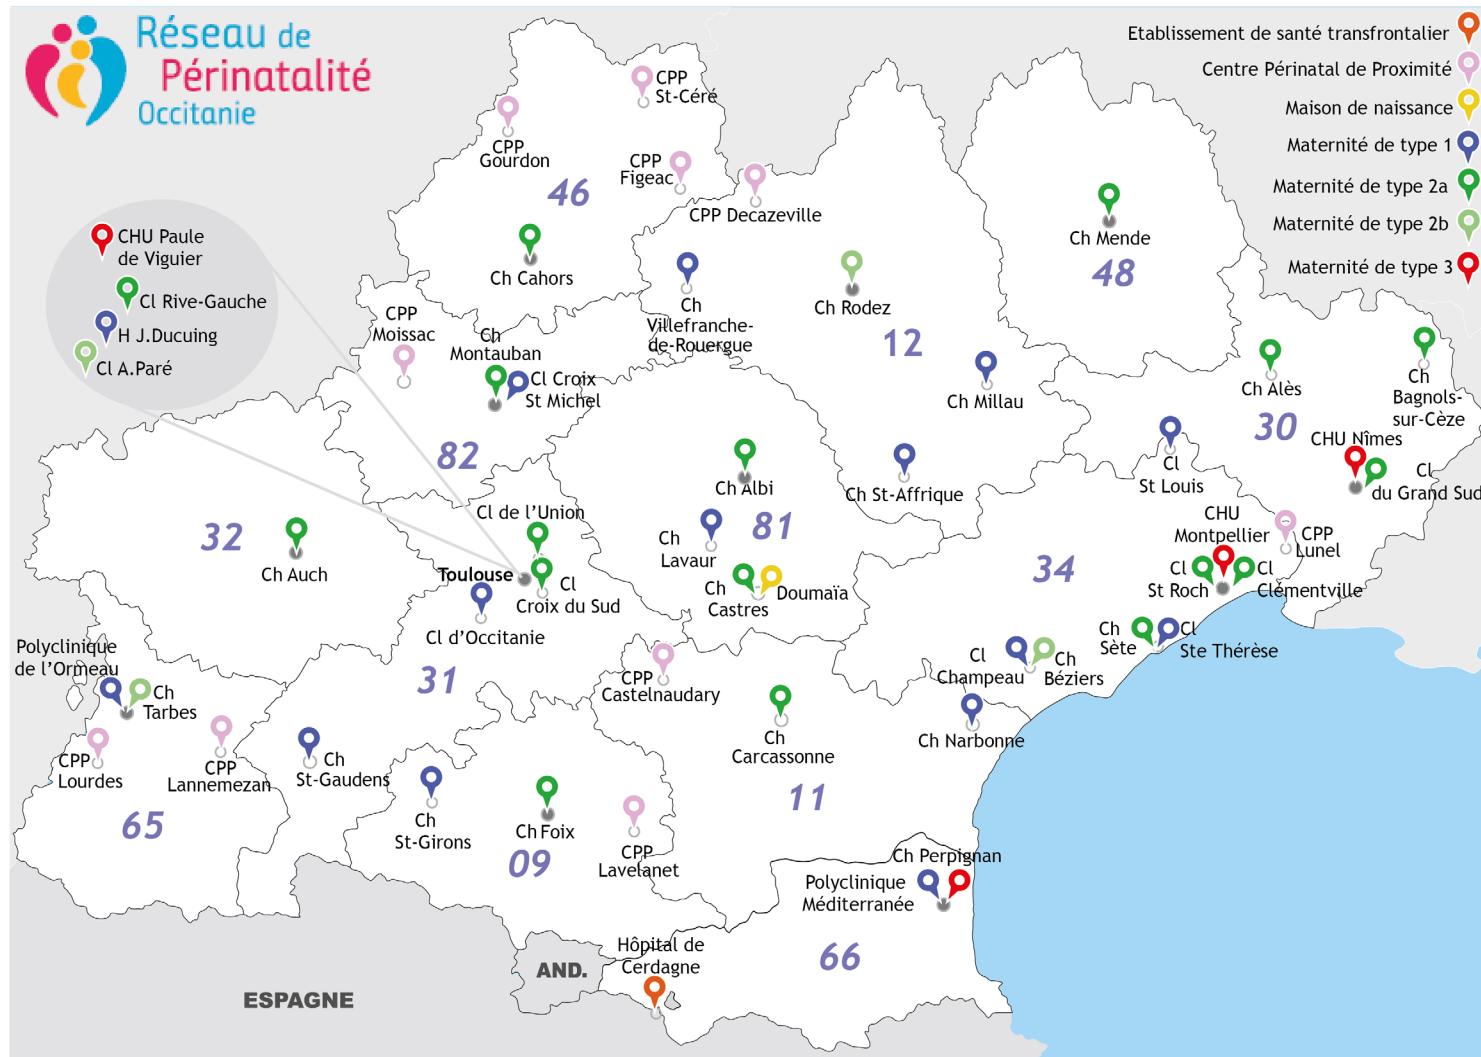 Réseau de
Périnatalité
Occitanie
Etablissement de santé transfrontalier
Centre Périnatal de Proximité
Maison de naissance
Maternité de type 1
Maternité de type 2a
Maternité de type 2b
Maternité de type 3
CHU Paule
de Viguier
Cl Rive-Gauche
H J.Ducuing
Cl A.Paré
CPP
St-Céré
CPP
Gourdon
CPP
Figeac
46
Ch Cahors
CPP Decazeville
Ch
Villefranche-
de-Rouergue
Ch Rodez
12
Ch Millau
Ch St-Affrique
Ch Mende
48
CPP
Moissac
Ch
Montauban
Cl Croix
St Michel
82
Ch Alès
Ch
Bagnols-
sur-Cèze
30
CHU Nîmes
Cl
du Grand Sud
Cl
St Louis
32
Ch Auch
Cl de l'Union
Toulouse
Cl
Croix du Sud
Cl d'Occitanie
31
Ch
St-Gaudens
Ch Albi
81
Ch
Lavaur
Ch
Castres
Doumaïa
34
CHU
Montpellier
CPP
Lunel
Cl
St Roch
Cl
Clémentville
Ch
Sète
Cl
Ste Thérèse
Cl
Champeau
Ch
Béziers
Polyclinique
de l'Ormeau
Ch
Tarbes
CPP
Lourdes
CPP
Lannemezan
65
Ch
St-Girons
Ch Foix
09
CPP
Lavelanet
CPP
Castelnaudary
Ch
Carcassonne
Ch Narbonne
11
Ch Perpignan
Polyclinique
Méditerranée
66
Hôpital de
Cerdagne
AND.
ESPAGNE